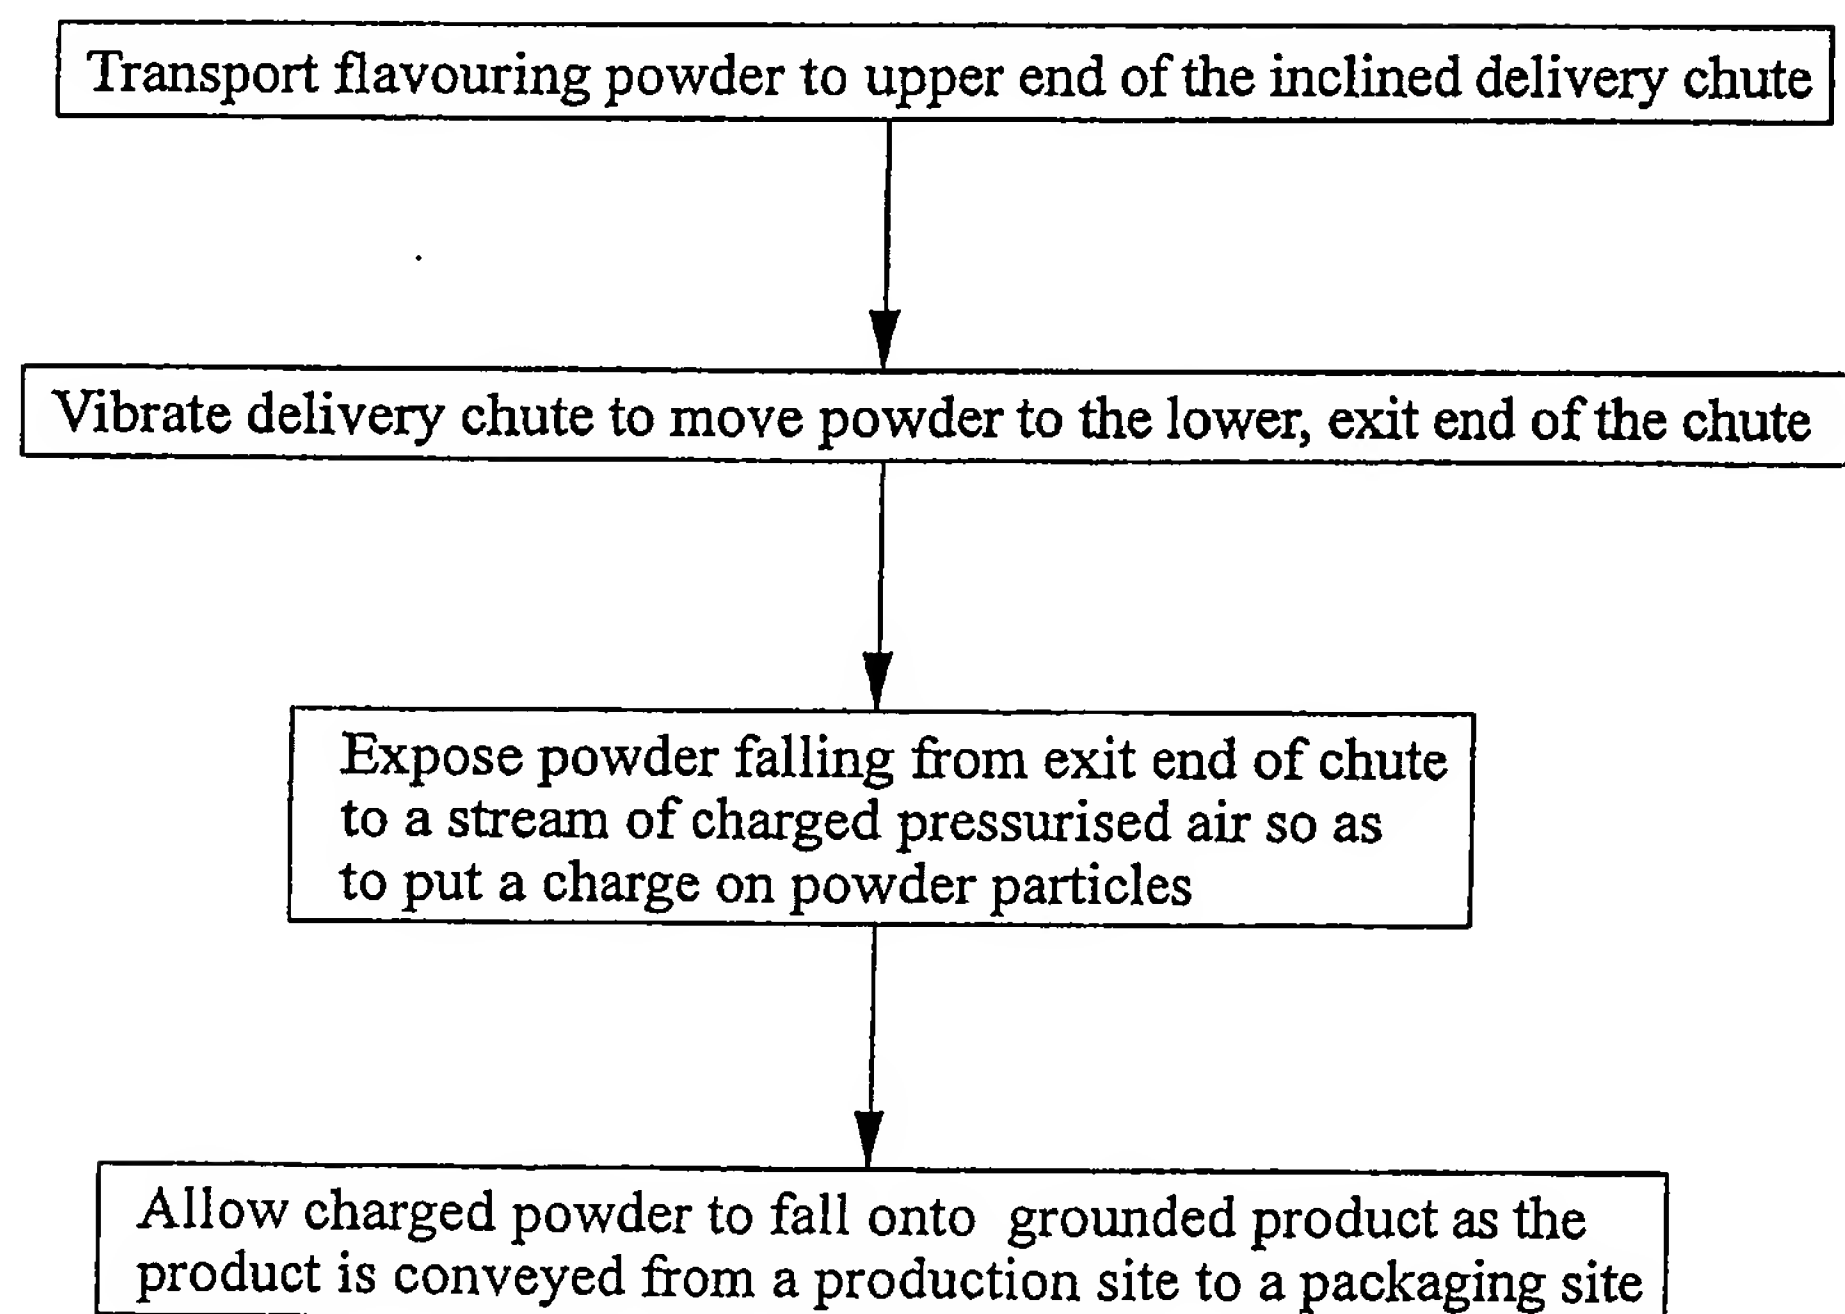 Transport flavouring powder to upper end of the inclined delivery chute
Vibrate delivery chute to move powder to the lower, exit end of the chute
Expose powder falling from exit end of chute
to a stream of charged pressurised air so as
to put a charge on powder particles
Allow charged powder to fall onto grounded product as the
product is conveyed from a production site to a packaging site